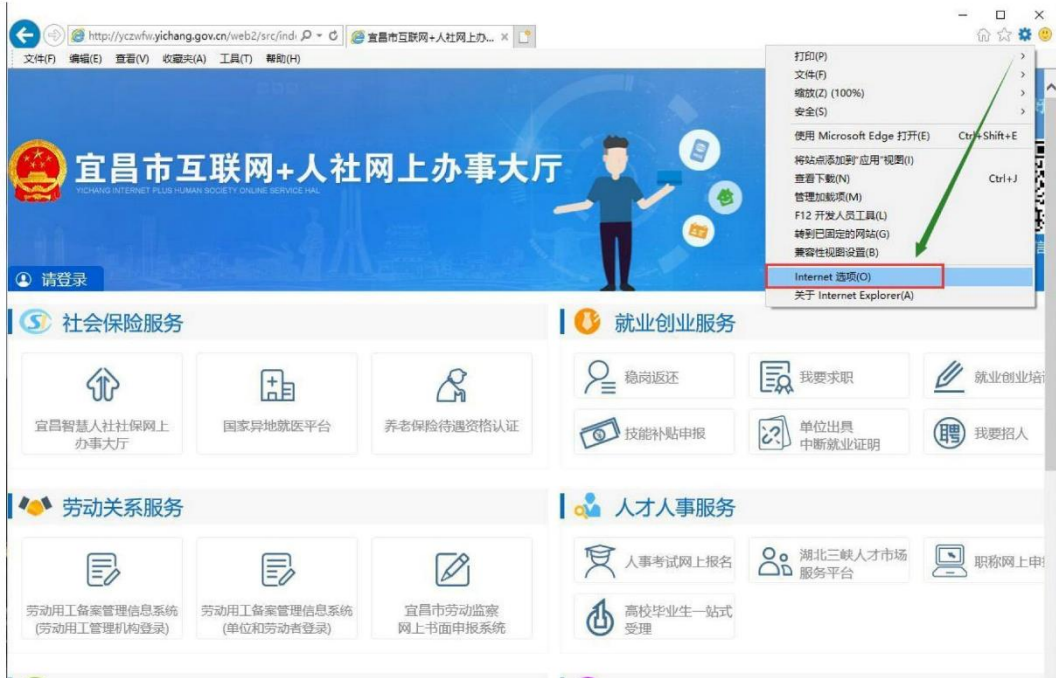 http://yczwfw.yichang.gov.cn/web2/src/ind
宜昌市互联网+人社网上办...
文件(F) 编辑(E) 查看(V) 收藏夹(A) 工具(T) 帮助(H)
打印(P)
文件(F)
缩放(Z) (100%)
安全(S)
使用 Microsoft Edge 打开(E) Ctrl+Shift+E
将站点添加到"应用"视图(I)
查看下载(N) Ctrl+J
管理加载项(M)
F12 开发人员工具(L)
转到已固定的网站(G)
兼容性视图设置(B)
Internet 选项(O)
关于 Internet Explorer(A)
宜昌市互联网+人社网上办事大厅
YICHANG INTERNET PLUS HUMAN SOCIETY ONLINE SERVICE HAL
请登录
社会保险服务
宜昌智慧人社社保网上
办事大厅
国家异地就医平台
养老保险待遇资格认证
就业创业服务
稳岗返还
我要求职
就业创业培
技能补贴申报
单位出具
中断就业证明
聘
我要招人
劳动关系服务
劳动用工备案管理信息系统
(劳动用工管理机构登录)
劳动用工备案管理信息系统
(单位和劳动者登录)
宜昌市劳动监察
网上书面申报系统
人才人事服务
人事考试网上报名
湖北三峡人才市场
服务平台
职称网上申
高校毕业生一站式
受理